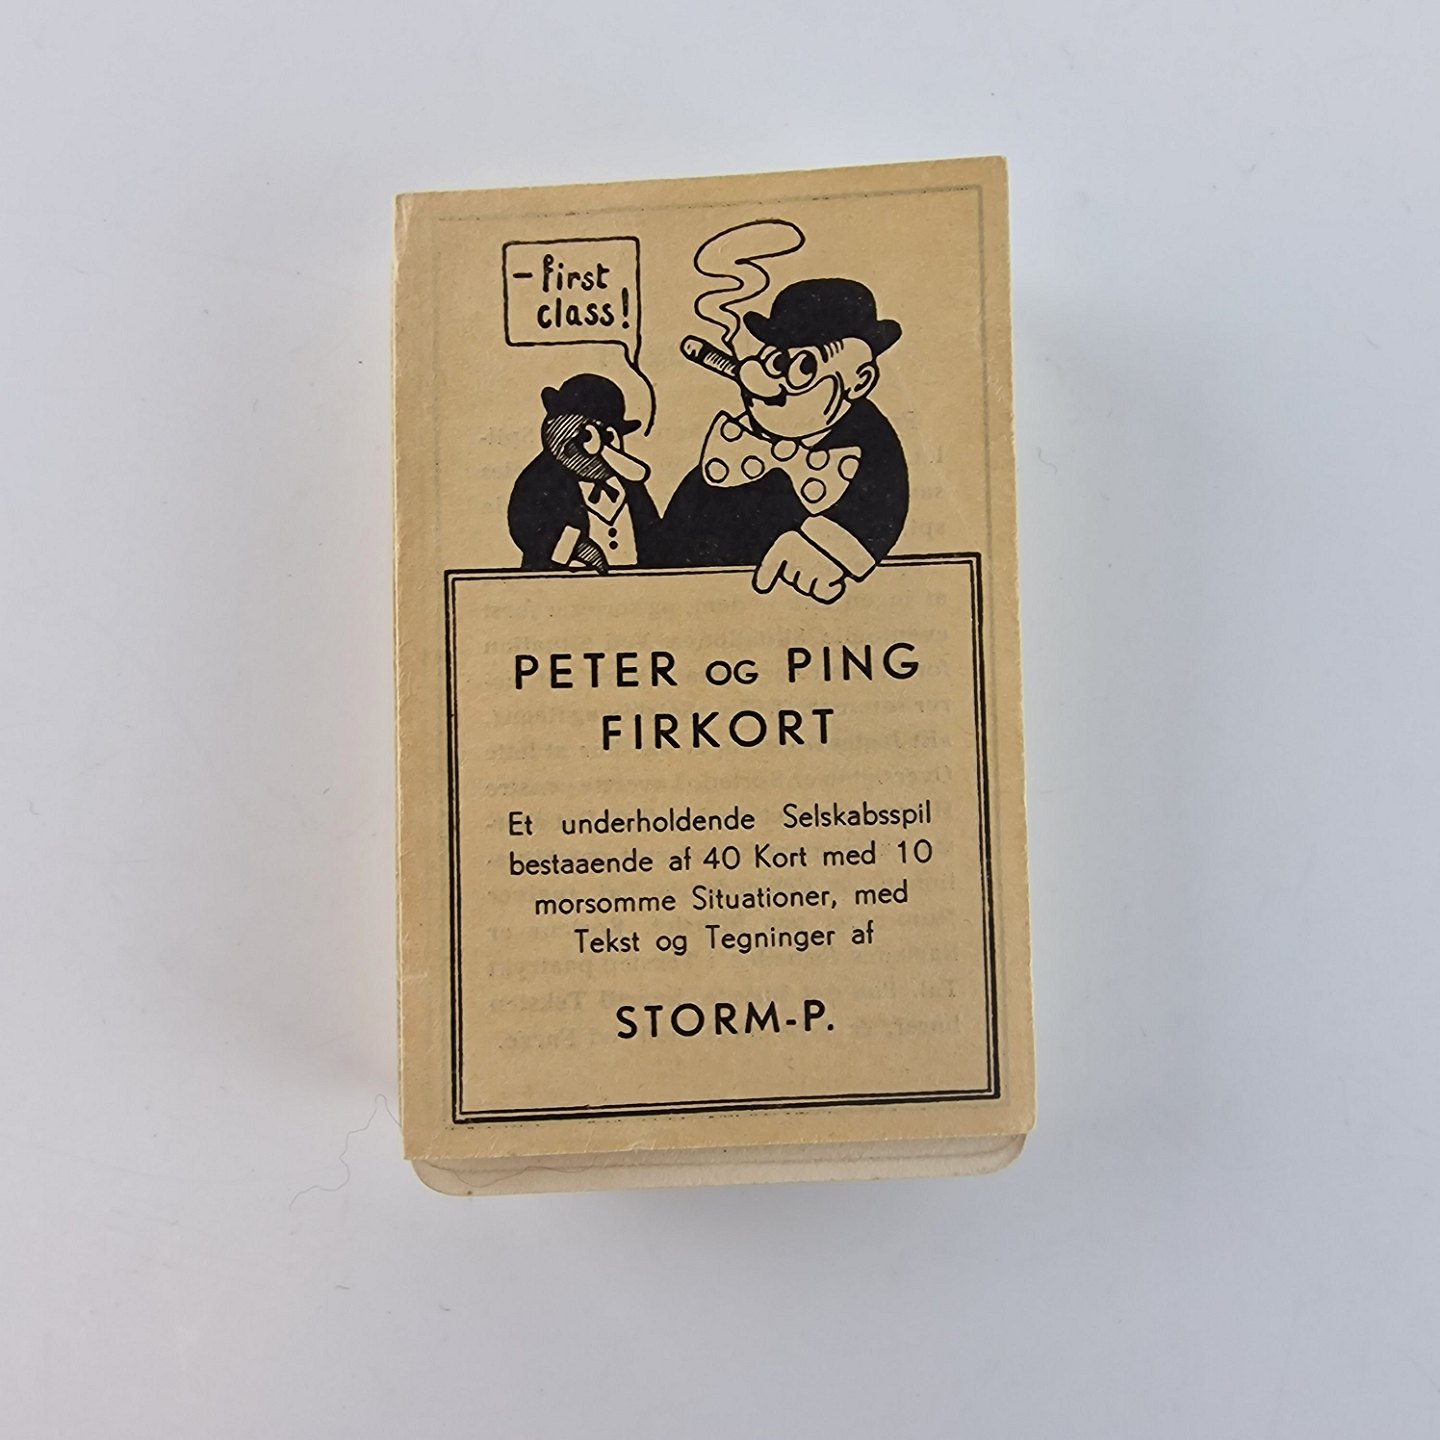 - first
class!
PETER OG PING
FIRKORT
Et underholdende Selskabsspil
bestaaende af 40 Kort med 10
morsomme Situationer, med
Tekst og Tegninger af
STORM-P.